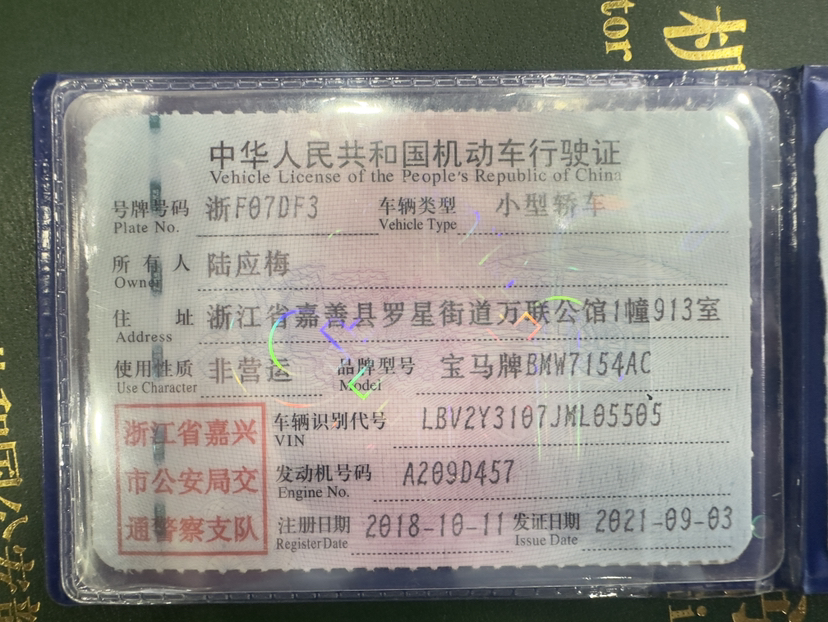 机
tor
中华人民共和国机动车行驶证
Vehicle License of the People's Republic of China
号牌号码 浙F07DF3 车辆类型 小型轿车
Plate No. Vehicle Type
所有人 陆应梅
Owner
住址 浙江省嘉善县罗星街道万联公馆1幢913室
Address
使用性质 非营运 品牌型号 宝马牌BMW7154AC
Use Character Model
浙江省嘉兴
市公安局交
通警察支队
车辆识别代号 LBV2Y3107JML05505
VIN
发动机号码 A209D457
Engine No.
注册日期 2018-10-11 发证日期 2021-09-03
Register Date Issue Date